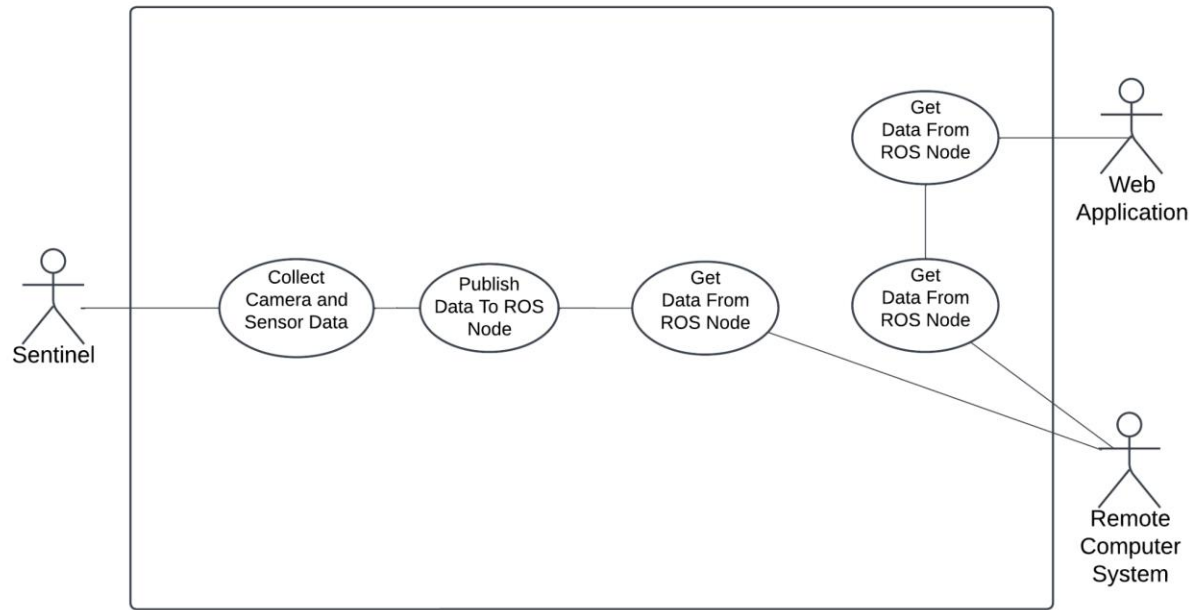 Get
Data From
ROS Node
Web
Application
Sentinel
Collect
Camera and
Sensor Data
Publish
Data To ROS
Node
Get
Data From
ROS Node
Get
Data From
ROS Node
Remote
Computer
System